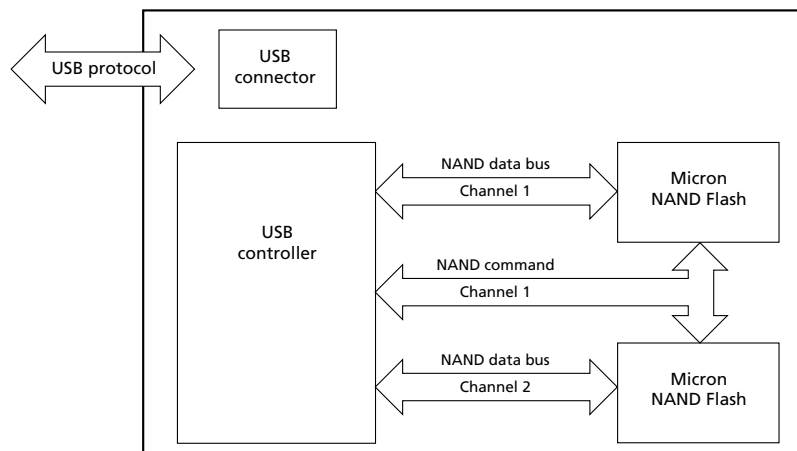 USB
connector
USB protocol
NAND data bus
Channel 1
Micron
NAND Flash
USB
controller
NAND command
Channel 1
NAND data bus
Channel 2
Micron
NAND Flash